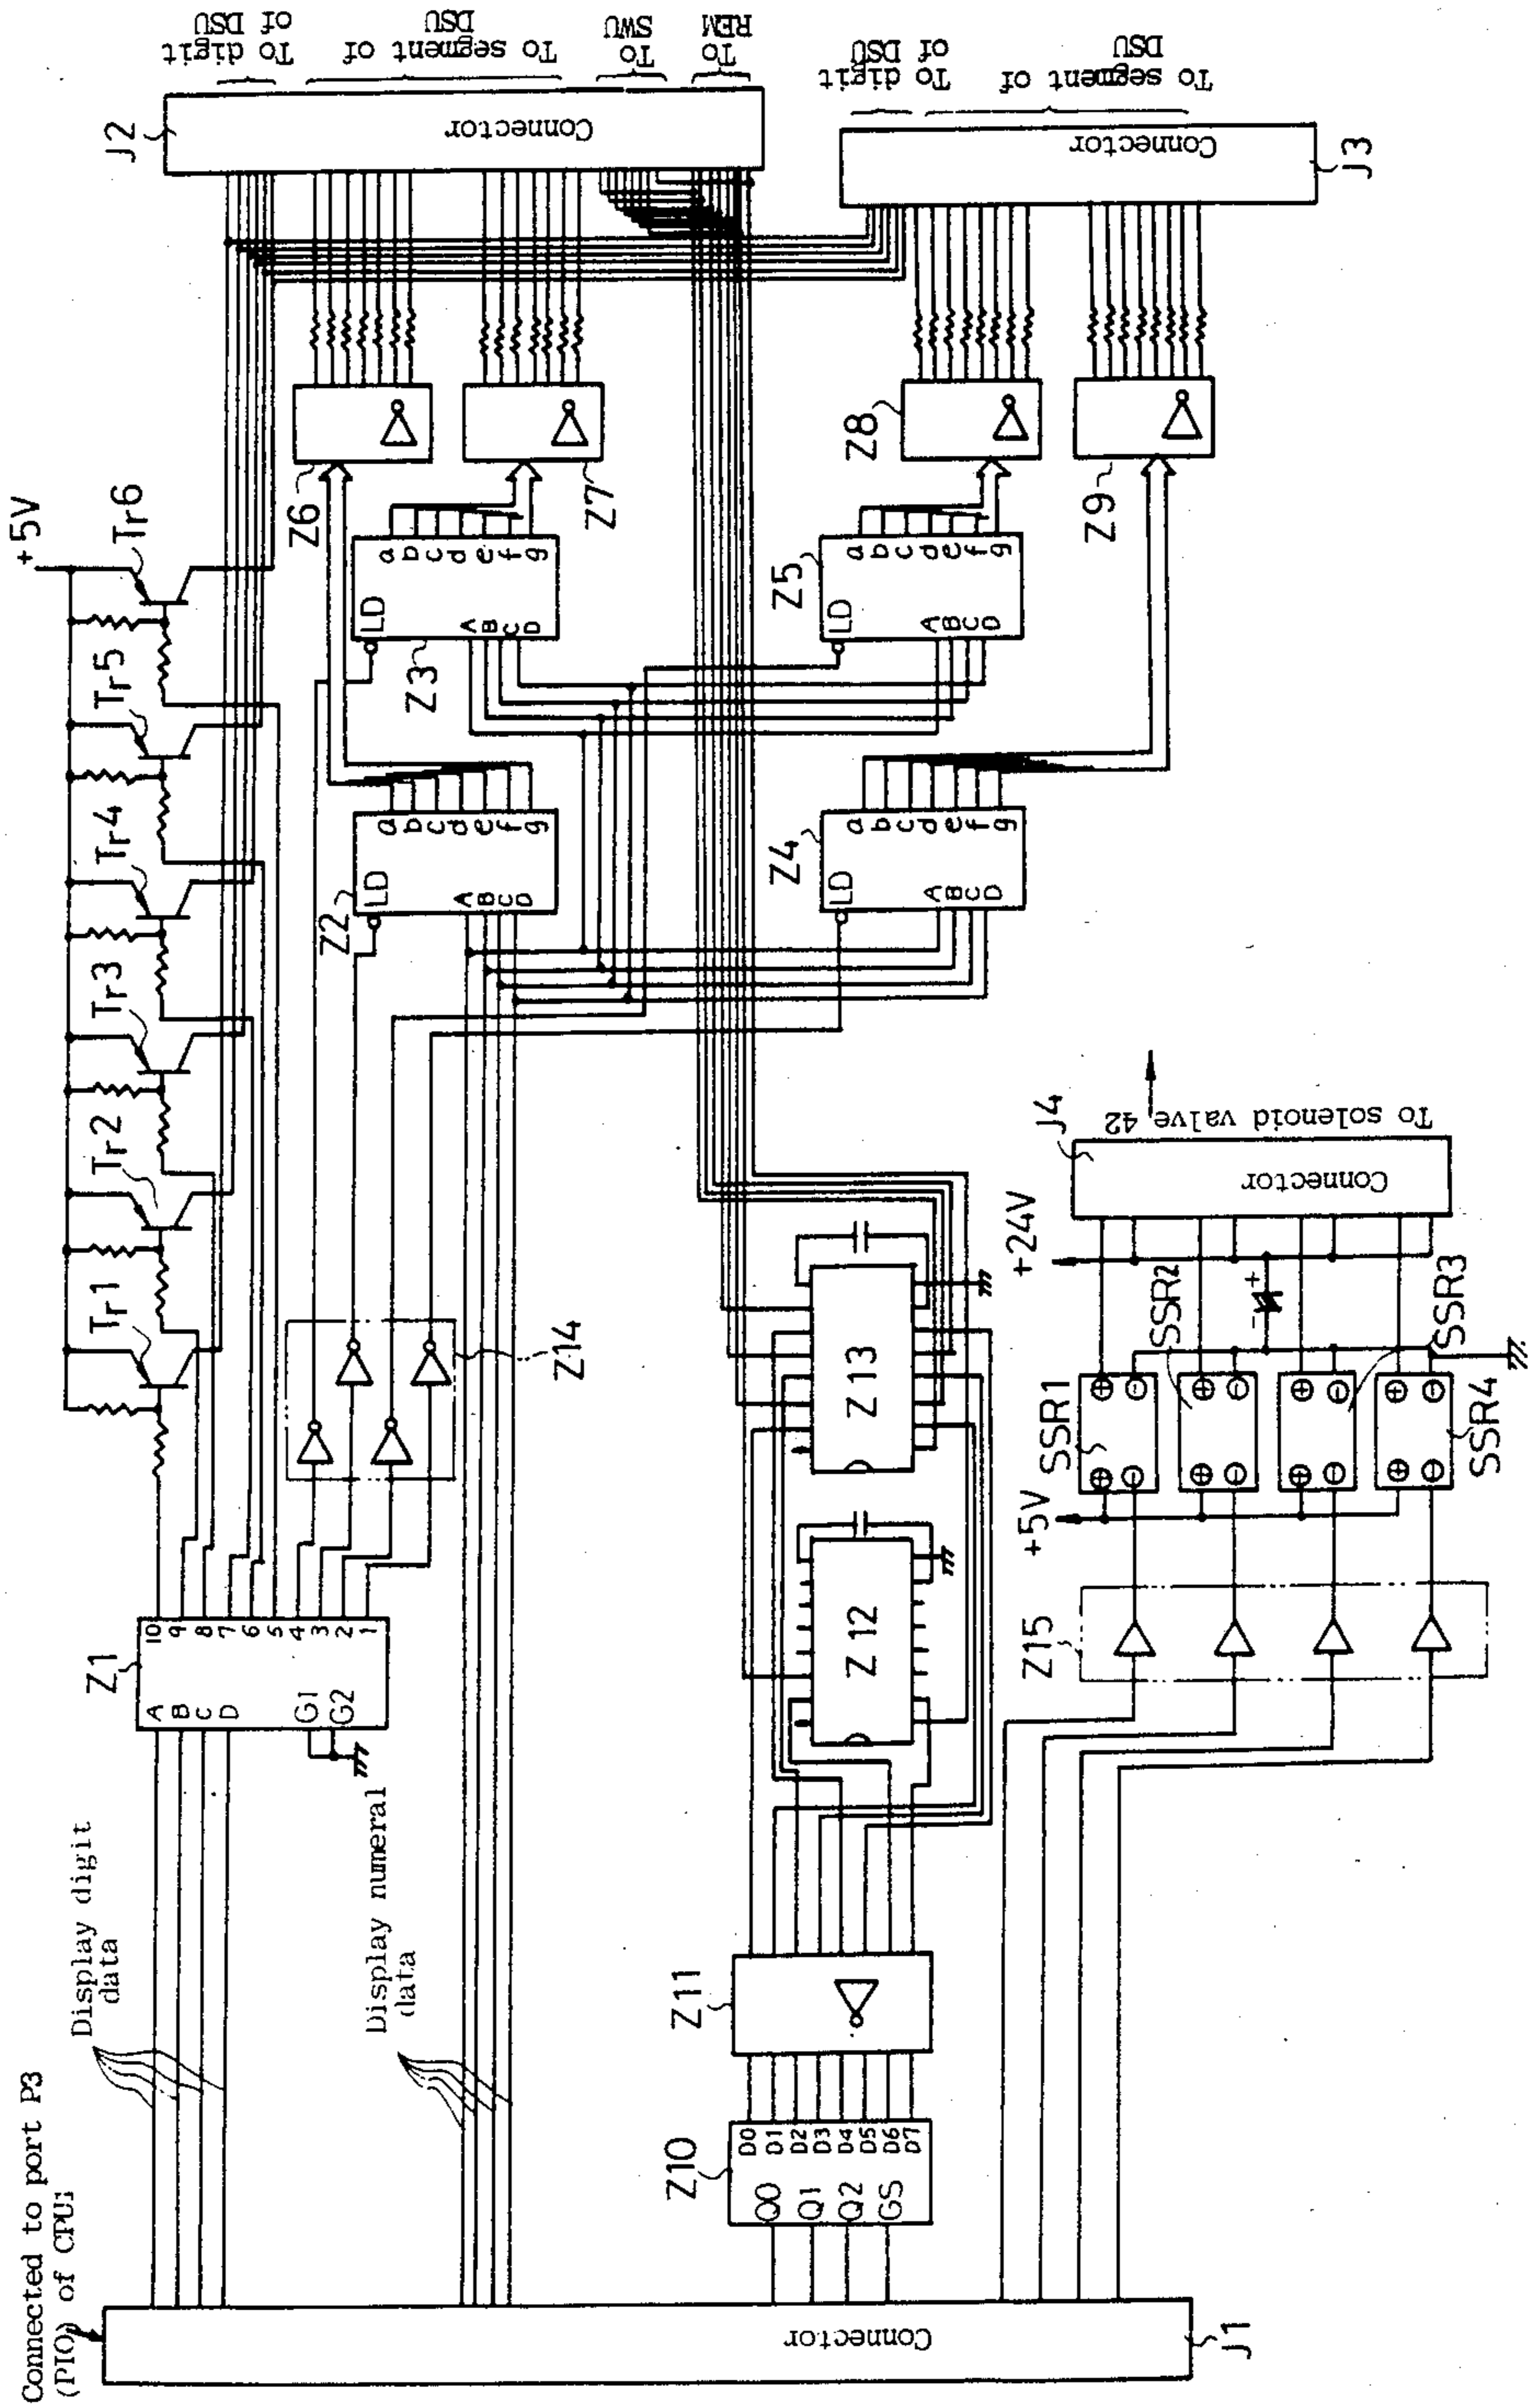 Connected to port P3
(PIO) of CPU1
Display digit
data
Display numeral
data
Connector
J1
Z1
A
B
C
D
G1
G2
10
9
8
7
6
5
4
3
2
1
+5V
Tr1
Tr2
Tr3
Tr4
Tr5
Tr6
Z14
Z2
LD
A
B
C
D
a
b
c
d
e
f
g
Z3
LD
A
B
C
D
a
b
c
d
e
f
g
Z4
LD
A
B
C
D
a
b
c
d
e
f
g
Z5
LD
A
B
C
D
a
b
c
d
e
f
g
Z6
Z7
Z8
Z9
J2
Connector
To digit
of DSU
To segment of
DSU
To
SWU
To
REM
Connector
J3
To digit
of DSU
To segment of
DSU
Z10
Q0
Q1
Q2
GS
D0
D1
D2
D3
D4
D5
D6
D7
Z11
Z12
Z13
Z15
+5V
SSR1
SSR2
SSR3
SSR4
+24V
J4
Connector
To solenoid valve 42